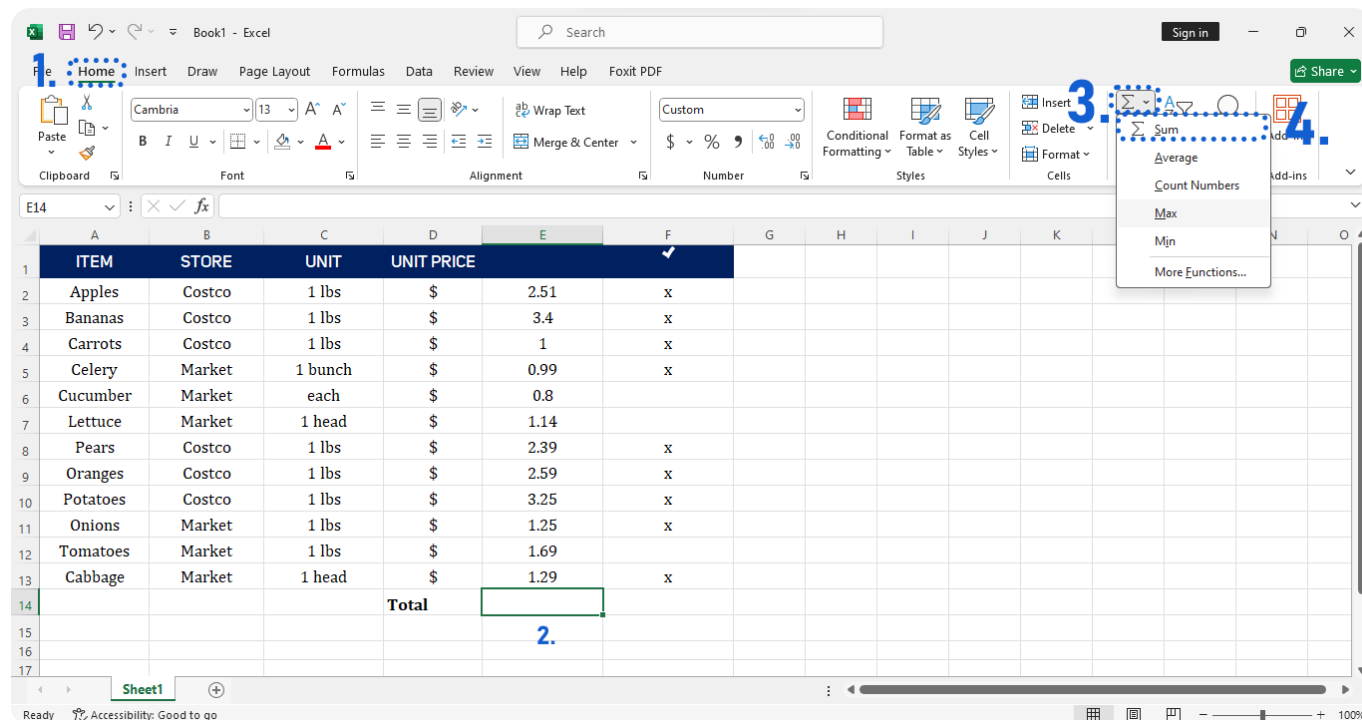 Book1 - Excel
Search
Sign in
1.
Home Insert Draw Page Layout Formulas Data Review View Help Foxit PDF
Share
Paste
Clipboard
Cambria 13
B I U
Font
Wrap Text
Merge & Center
Alignment
Custom
$ %
Number
Conditional Formatting
Format as Table
Cell Styles
Styles
Insert
Delete
Format
Cells
3.
4.
Sum
Average
Count Numbers
Max
Min
More Functions...
E14 fx
A B C D E F G H I J K N O
1 ITEM STORE UNIT UNIT PRICE
2 Apples Costco 1 lbs $ 2.51 x
3 Bananas Costco 1 lbs $ 3.4 x
4 Carrots Costco 1 lbs $ 1 x
5 Celery Market 1 bunch $ 0.99 x
6 Cucumber Market each $ 0.8
7 Lettuce Market 1 head $ 1.14
8 Pears Costco 1 lbs $ 2.39 x
9 Oranges Costco 1 lbs $ 2.59 x
10 Potatoes Costco 1 lbs $ 3.25 x
11 Onions Market 1 lbs $ 1.25 x
12 Tomatoes Market 1 lbs $ 1.69
13 Cabbage Market 1 head $ 1.29 x
14 Total
15
2.
16
17
Sheet1
Ready Accessibility: Good to go
100%